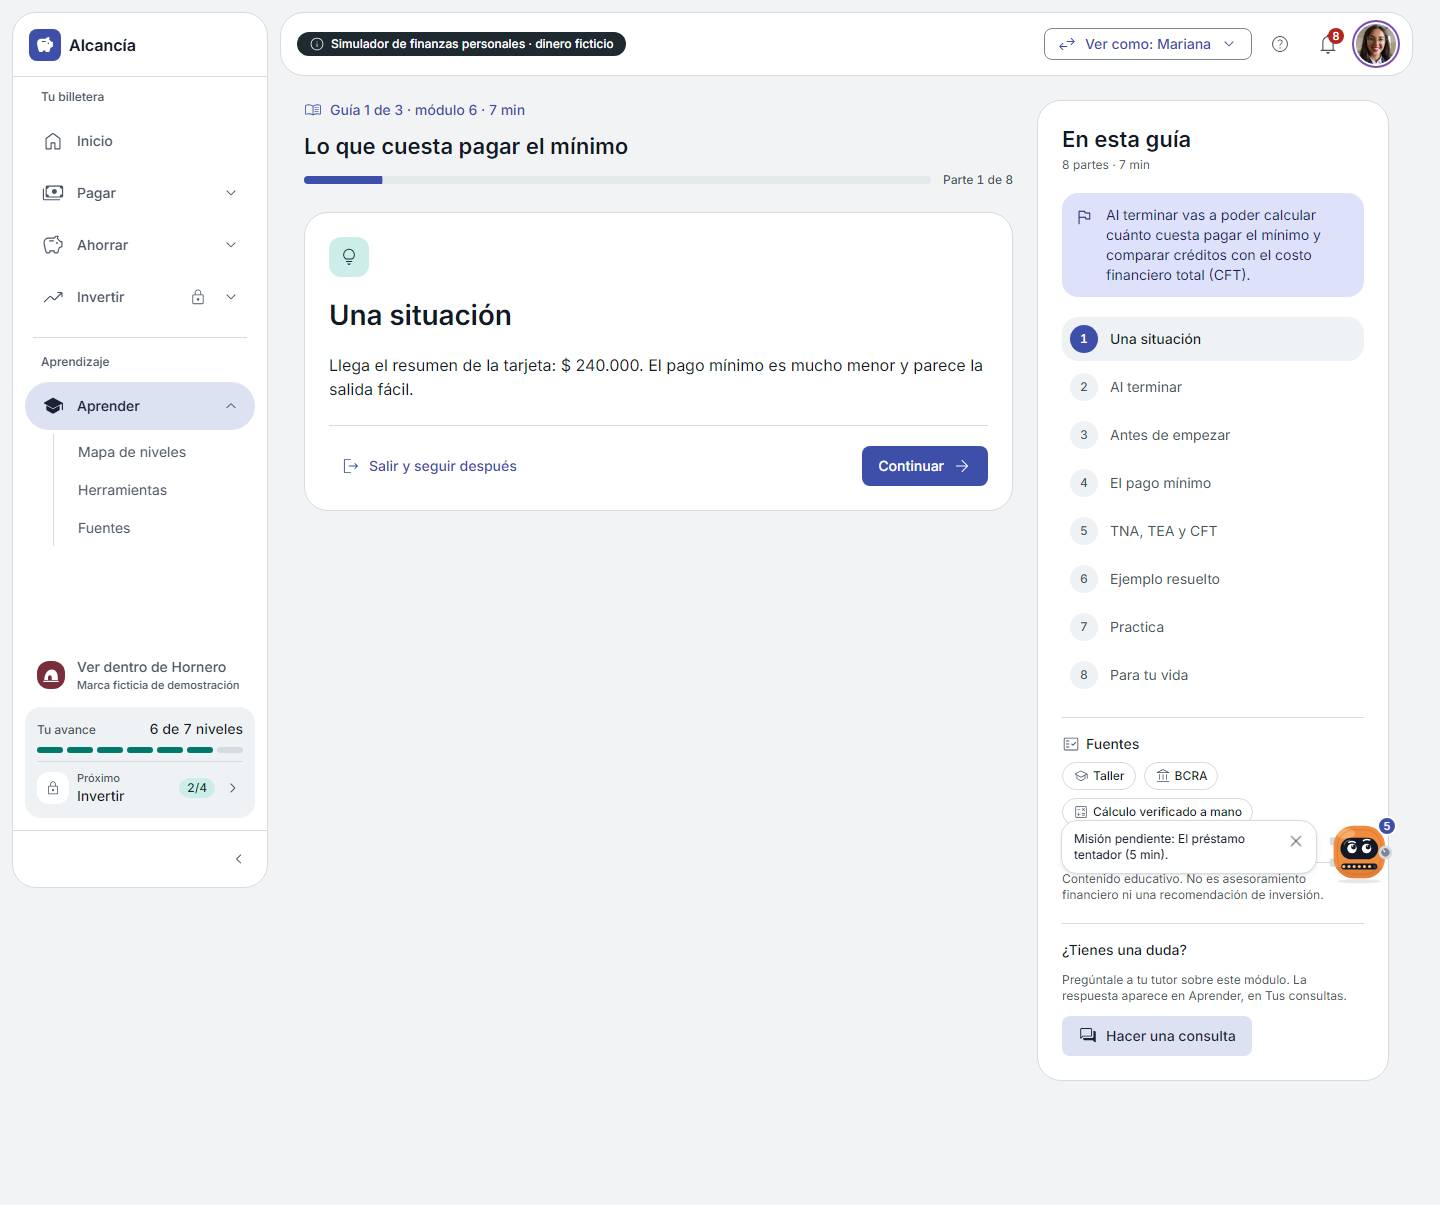 Alcancía
Simulador de finanzas personales · dinero ficticio
Ver como: Mariana
8
Tu billetera
Inicio
Pagar
Ahorrar
Invertir
Aprendizaje
Aprender
Mapa de niveles
Herramientas
Fuentes
Ver dentro de Hornero
Marca ficticia de demostración
Tu avance
6 de 7 niveles
Próximo
Invertir
2/4
Guía 1 de 3 · módulo 6 · 7 min
Lo que cuesta pagar el mínimo
Parte 1 de 8
Una situación
Llega el resumen de la tarjeta: $ 240.000. El pago mínimo es mucho menor y parece la
salida fácil.
Salir y seguir después
Continuar
En esta guía
8 partes · 7 min
Al terminar vas a poder calcular
cuánto cuesta pagar el mínimo y
comparar créditos con el costo
financiero total (CFT).
1 Una situación
2 Al terminar
3 Antes de empezar
4 El pago mínimo
5 TNA, TEA y CFT
6 Ejemplo resuelto
7 Practica
8 Para tu vida
Fuentes
Taller
BCRA
Cálculo verificado a mano
Misión pendiente: El préstamo
tentador (5 min).
5
Contenido educativo. No es asesoramiento
financiero ni una recomendación de inversión.
¿Tienes una duda?
Pregúntale a tu tutor sobre este módulo. La
respuesta aparece en Aprender, en Tus consultas.
Hacer una consulta